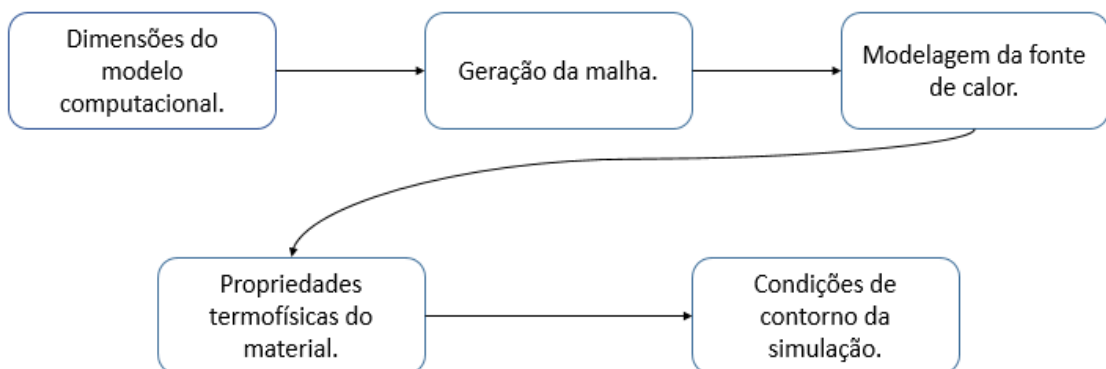 Dimensões do
modelo
computacional.
Geração da malha.
Modelagem da fonte
de calor.
Propriedades
termofísicas do
material.
Condições de
contorno da
simulação.